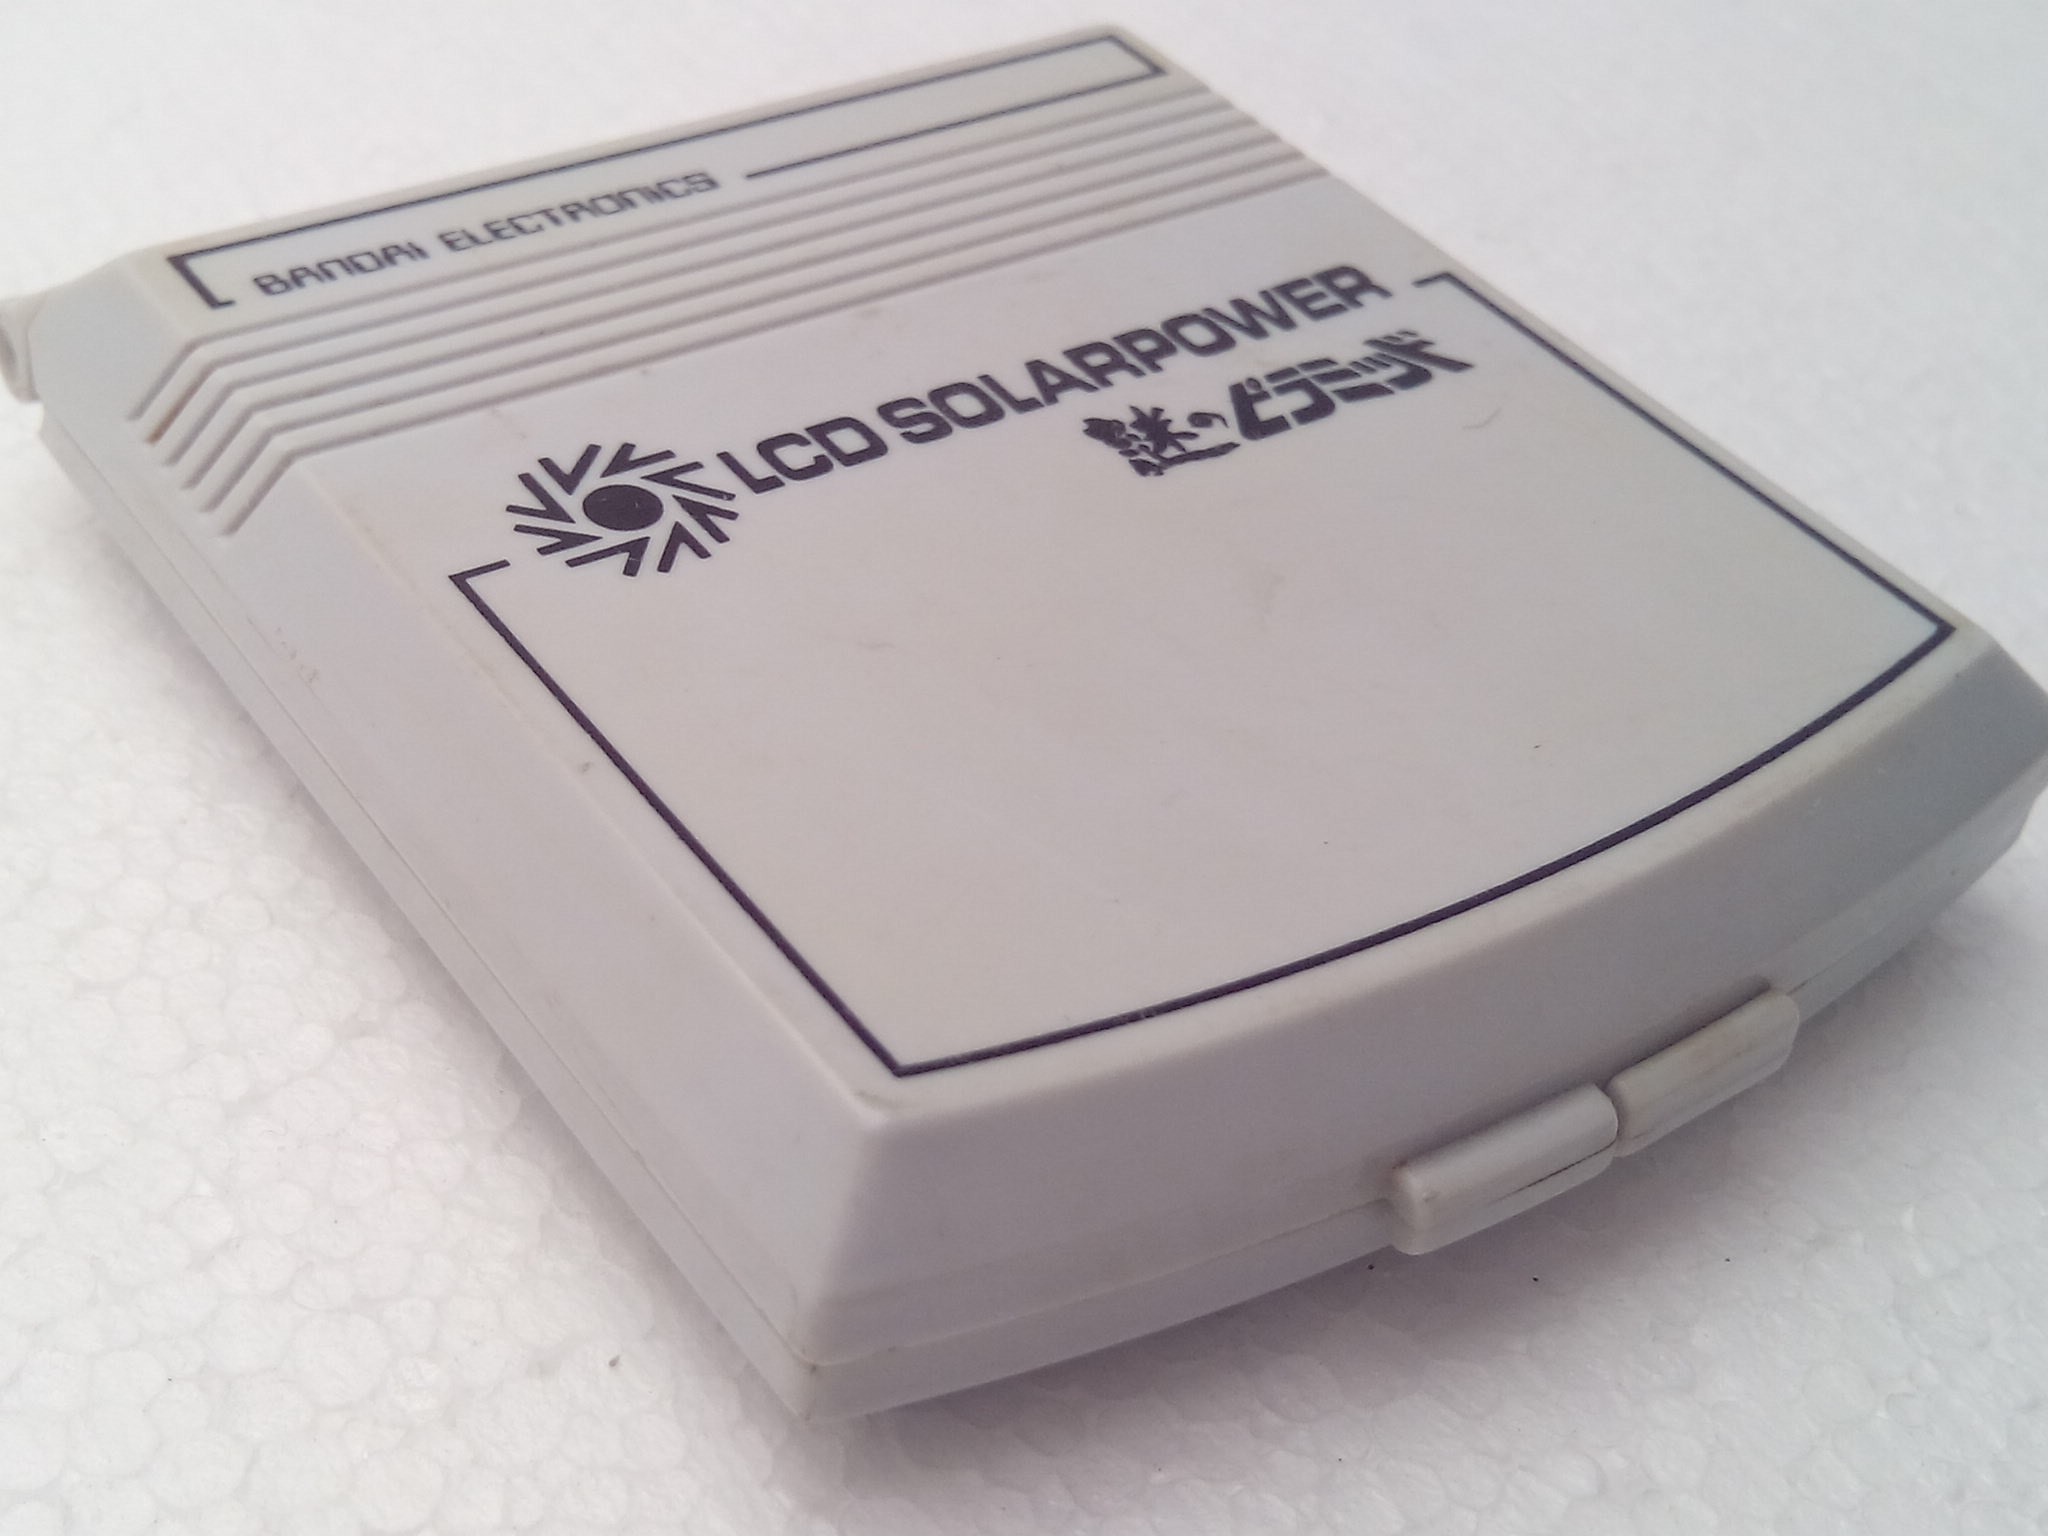 BANDAI ELECTRONICS
LCD SOLARPOWER
謎のピラミッド